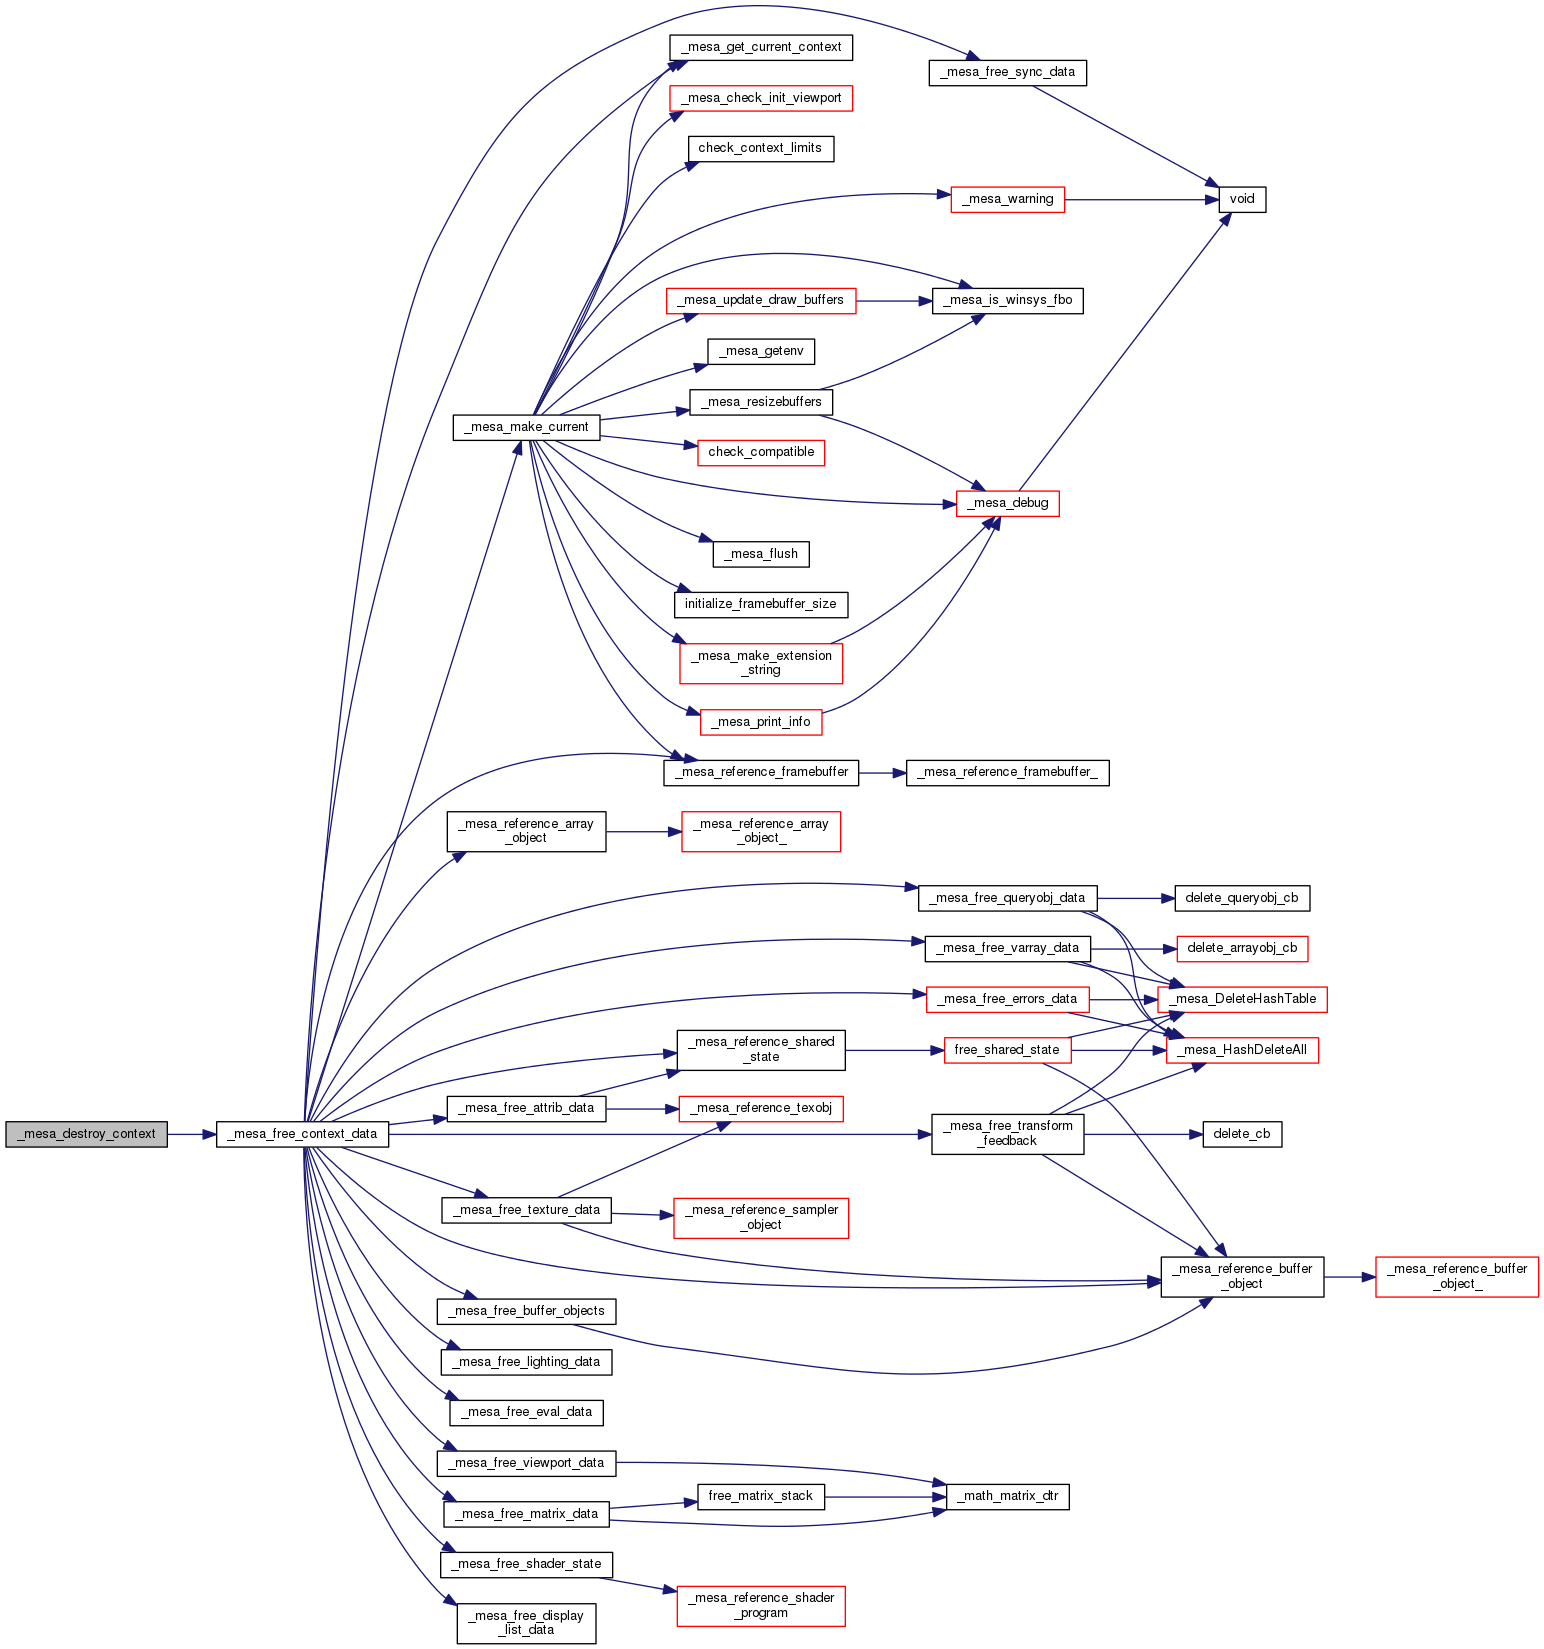 _mesa_get_current_context
_mesa_free_sync_data
_mesa_check_init_viewport
check_context_limits
_mesa_warning
void
_mesa_update_draw_buffers
_mesa_is_winsys_fbo
_mesa_getenv
_mesa_resizebuffers
_mesa_make_current
check_compatible
_mesa_debug
_mesa_flush
initialize_framebuffer_size
_mesa_make_extension
_string
_mesa_print_info
_mesa_reference_framebuffer
_mesa_reference_framebuffer_
_mesa_reference_array
_object
_mesa_reference_array
_object_
_mesa_free_queryobj_data
delete_queryobj_cb
_mesa_free_varray_data
delete_arrayobj_cb
_mesa_free_errors_data
_mesa_DeleteHashTable
_mesa_reference_shared
_state
free_shared_state
_mesa_HashDeleteAll
_mesa_free_attrib_data
_mesa_reference_texobj
_mesa_destroy_context
_mesa_free_context_data
_mesa_free_transform
_feedback
delete_cb
_mesa_free_texture_data
_mesa_reference_sampler
_object
_mesa_reference_buffer
_object
_mesa_reference_buffer
_object_
_mesa_free_buffer_objects
_mesa_free_lighting_data
_mesa_free_eval_data
_mesa_free_viewport_data
free_matrix_stack
_math_matrix_dtr
_mesa_free_matrix_data
_mesa_free_shader_state
_mesa_reference_shader
_program
_mesa_free_display
_list_data